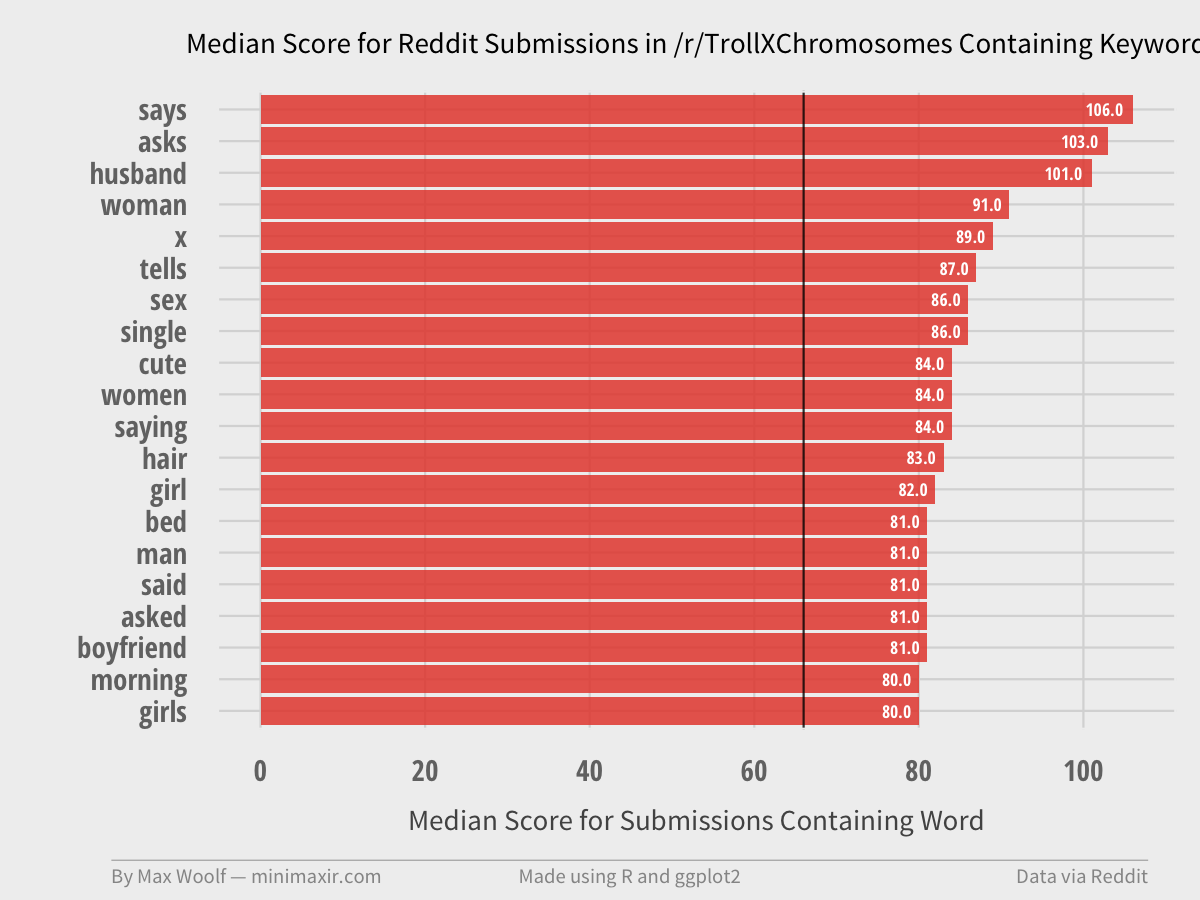 Median Score for Reddit Submissions in /r/TrollXChromosomes Containing Keyword
says 106.0
asks 103.0
husband 101.0
woman 91.0
x 89.0
tells 87.0
sex 86.0
single 86.0
cute 84.0
women 84.0
saying 84.0
hair 83.0
girl 82.0
bed 81.0
man 81.0
said 81.0
asked 81.0
boyfriend 81.0
morning 80.0
girls 80.0
0 20 40 60 80 100
Median Score for Submissions Containing Word
By Max Woolf — minimaxir.com Made using R and ggplot2 Data via Reddit